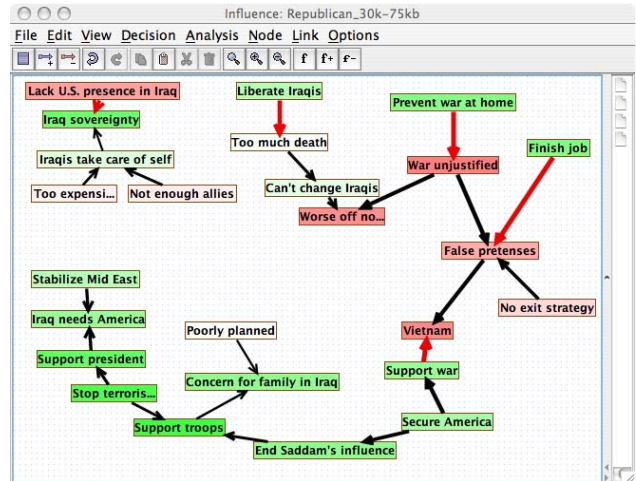 Influence: Republican_30k-75kb
File Edit View Decision Analysis Node Link Options
f f+ f-
Lack U.S. presence in Iraq
Liberate Iraqis
Prevent war at home
Iraq sovereignty
Too much death
Finish job
Iraqis take care of self
War unjustified
Too expensi...
Not enough allies
Can't change Iraqis
Worse off no...
False pretenses
Stabilize Mid East
No exit strategy
Iraq needs America
Poorly planned
Vietnam
Support president
Support war
Concern for family in Iraq
Stop terroris...
Support troops
Secure America
End Saddam's influence